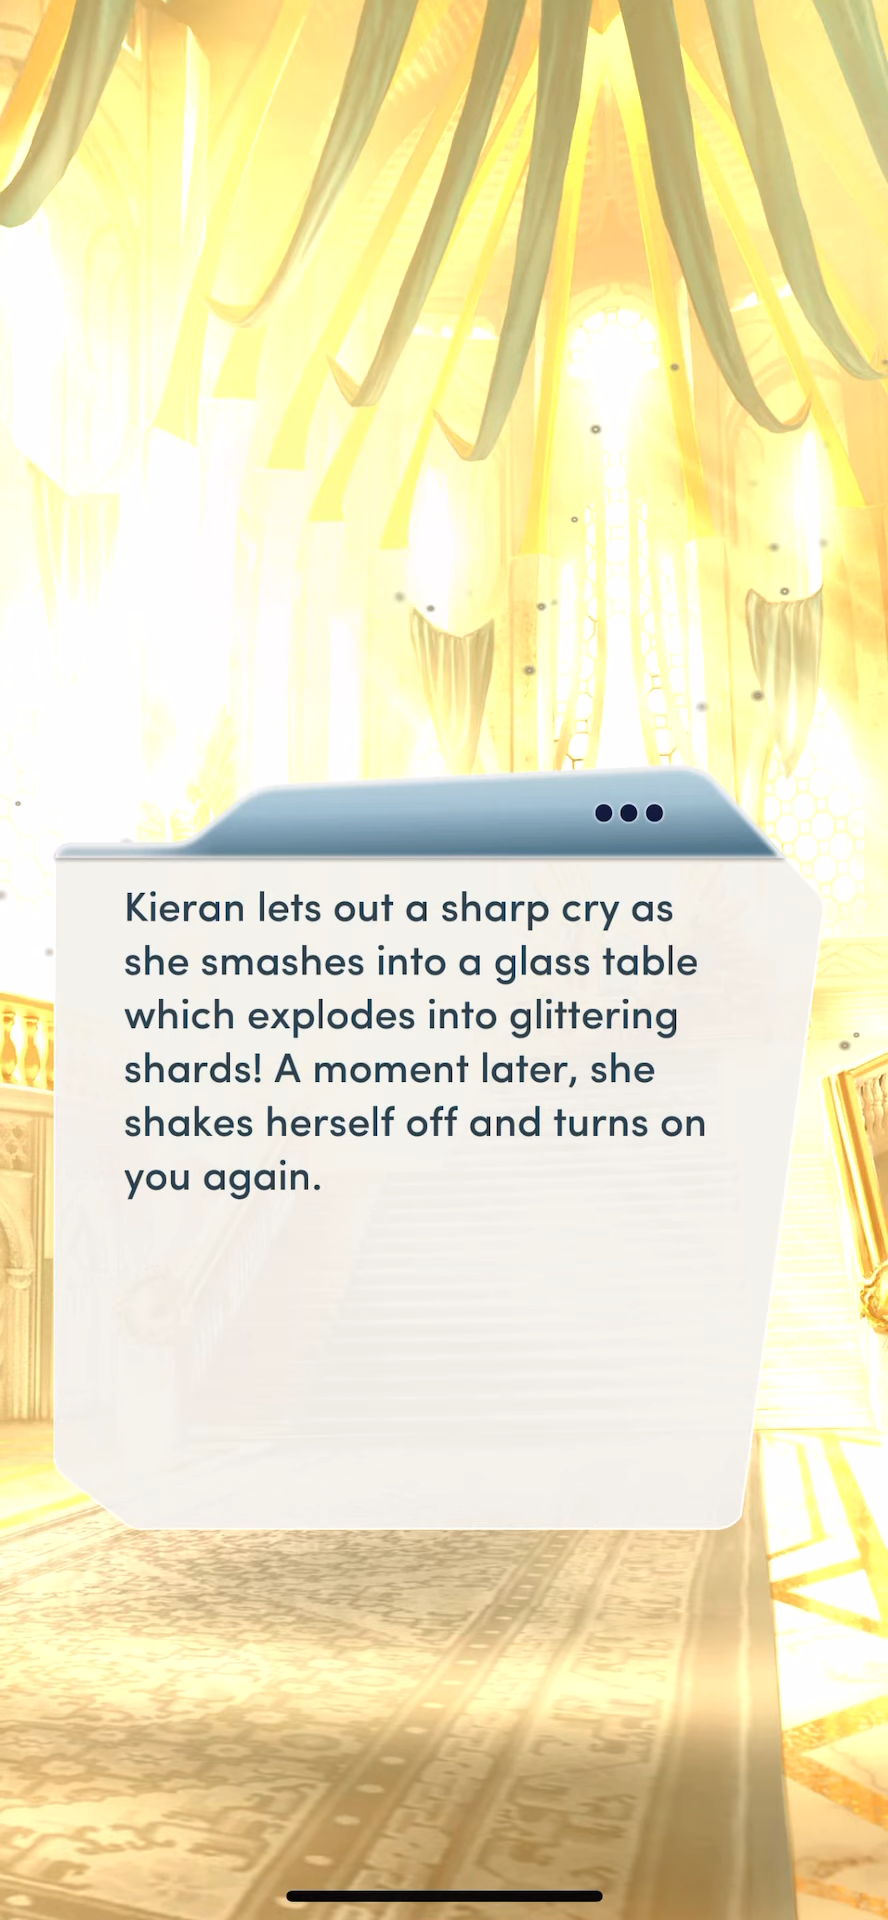 Kieran lets out a sharp cry as
she smashes into a glass table
which explodes into glittering
shards! A moment later, she
shakes herself off and turns on
you again.